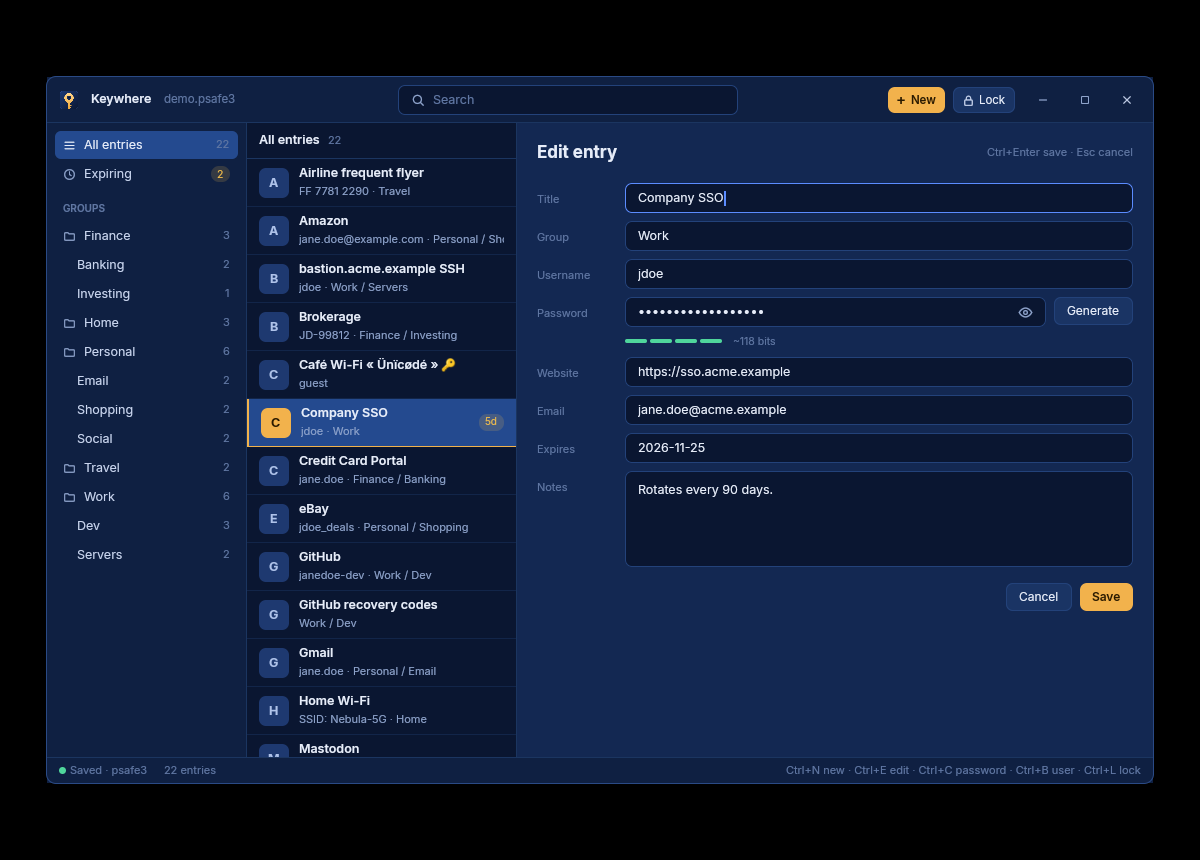 Keywhere demo.psafe3
Search
+ New
Lock
All entries 22
Expiring 2
GROUPS
Finance 3
Banking 2
Investing 1
Home 3
Personal 6
Email 2
Shopping 2
Social 2
Travel 2
Work 6
Dev 3
Servers 2
All entries 22
A
Airline frequent flyer
FF 7781 2290 · Travel
A
Amazon
jane.doe@example.com · Personal / Sho
B
bastion.acme.example SSH
jdoe · Work / Servers
B
Brokerage
JD-99812 · Finance / Investing
C
Café Wi-Fi « Ünïcødé » 🔑
guest
C
Company SSO
jdoe · Work
5d
C
Credit Card Portal
jane.doe · Finance / Banking
E
eBay
jdoe_deals · Personal / Shopping
G
GitHub
janedoe-dev · Work / Dev
G
GitHub recovery codes
Work / Dev
G
Gmail
jane.doe · Personal / Email
H
Home Wi-Fi
SSID: Nebula-5G · Home
M
Mastodon
Edit entry
Ctrl+Enter save · Esc cancel
Title Company SSO
Group Work
Username jdoe
Password •••••••••••••••••• Generate
~118 bits
Website https://sso.acme.example
Email jane.doe@acme.example
Expires 2026-11-25
Notes Rotates every 90 days.
Cancel Save
Saved · psafe3 22 entries
Ctrl+N new · Ctrl+E edit · Ctrl+C password · Ctrl+B user · Ctrl+L lock